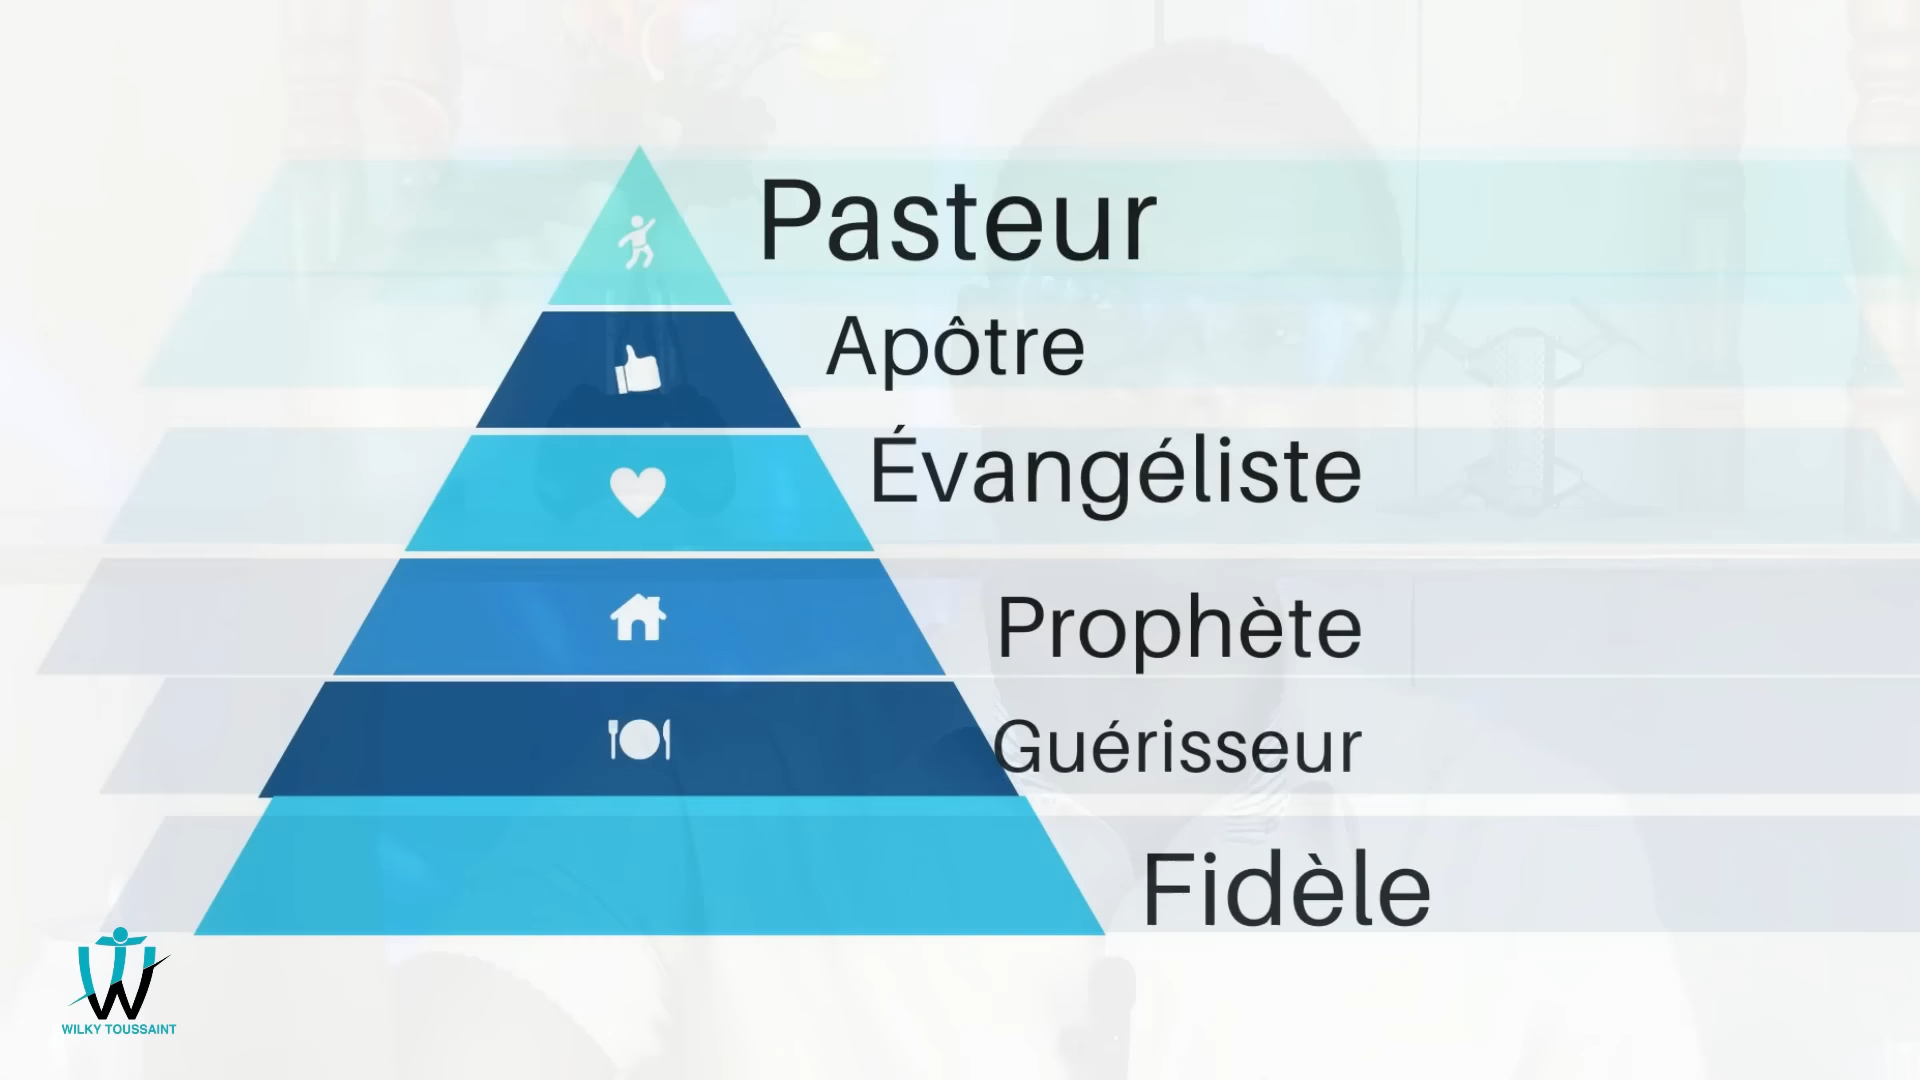 Pasteur
Apôtre
Évangéliste
Prophète
Guérisseur
Fidèle
WILKY TOUSSAINT